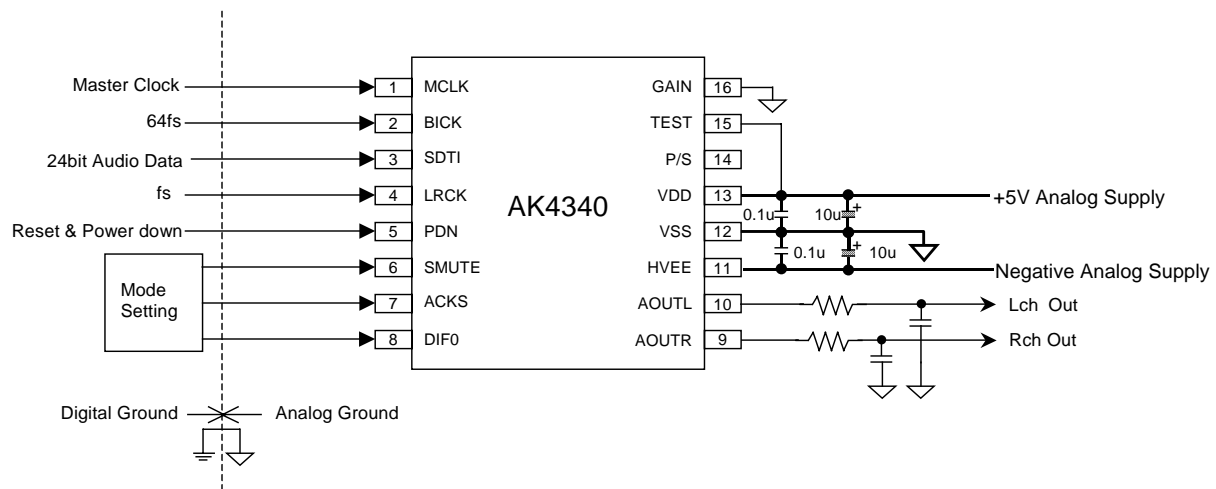 Master Clock
1
MCLK
64fs
2
BICK
24bit Audio Data
3
SDTI
fs
4
LRCK
Reset & Power down
5
PDN
Mode
Setting
6
SMUTE
7
ACKS
8
DIF0
AK4340
GAIN
16
TEST
15
P/S
14
VDD
13
+5V Analog Supply
0.1u
10u
+
VSS
12
0.1u
+
10u
HVEE
11
Negative Analog Supply
AOUTL
10
Lch Out
AOUTR
9
Rch Out
Digital Ground
Analog Ground